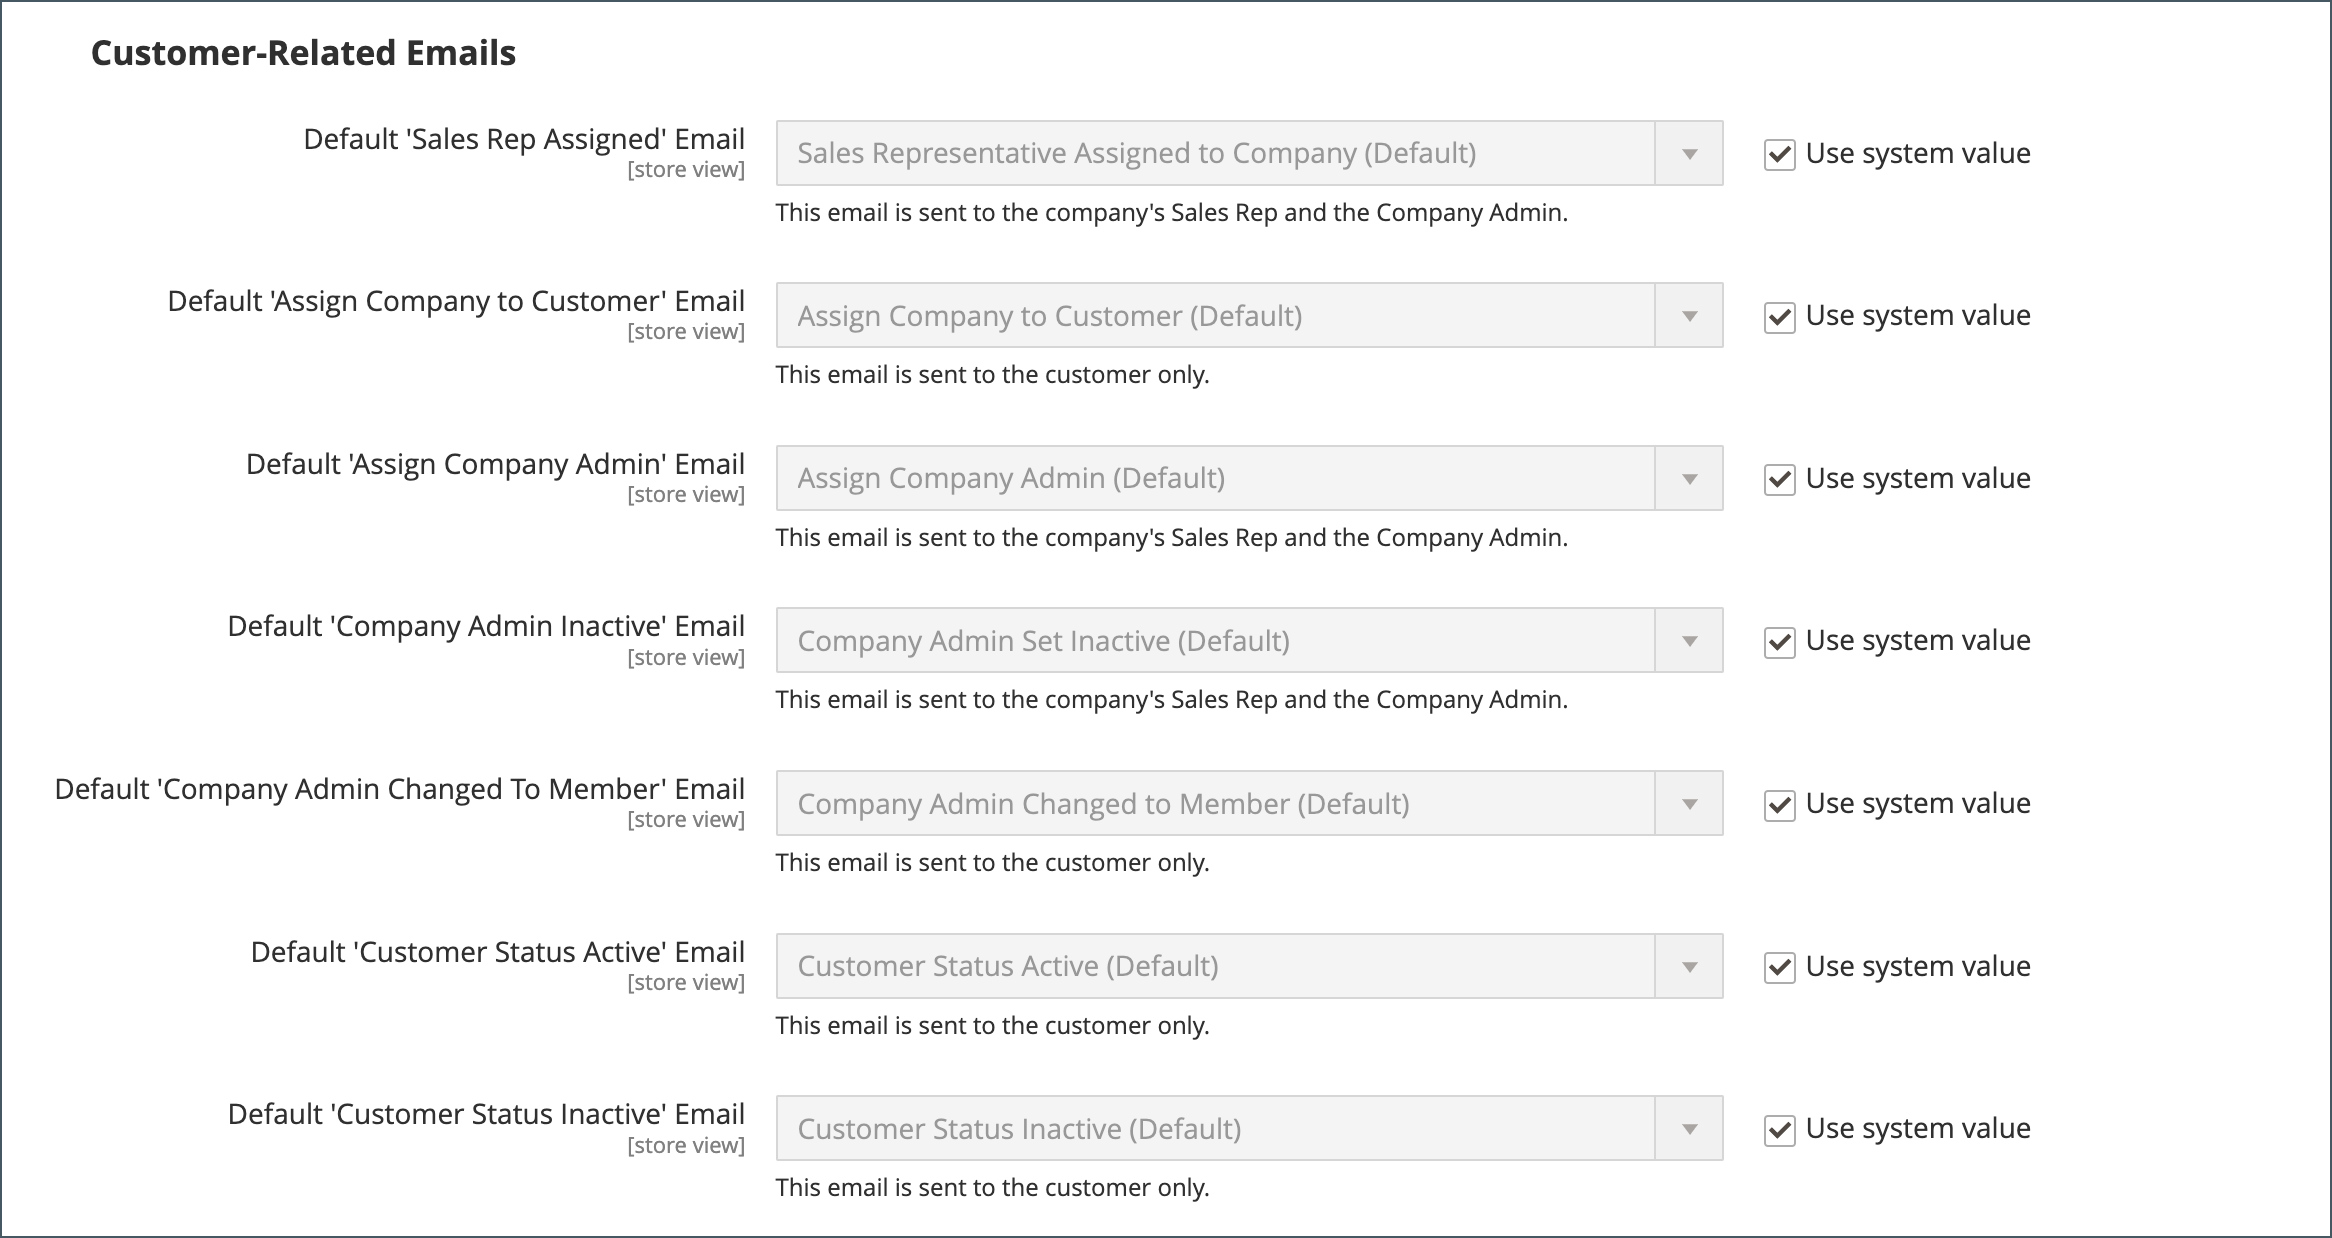 Customer-Related Emails
Default 'Sales Rep Assigned' Email
[store view]
Sales Representative Assigned to Company (Default)
Use system value
This email is sent to the company's Sales Rep and the Company Admin.
Default 'Assign Company to Customer' Email
[store view]
Assign Company to Customer (Default)
Use system value
This email is sent to the customer only.
Default 'Assign Company Admin' Email
[store view]
Assign Company Admin (Default)
Use system value
This email is sent to the company's Sales Rep and the Company Admin.
Default 'Company Admin Inactive' Email
[store view]
Company Admin Set Inactive (Default)
Use system value
This email is sent to the company's Sales Rep and the Company Admin.
Default 'Company Admin Changed To Member' Email
[store view]
Company Admin Changed to Member (Default)
Use system value
This email is sent to the customer only.
Default 'Customer Status Active' Email
[store view]
Customer Status Active (Default)
Use system value
This email is sent to the customer only.
Default 'Customer Status Inactive' Email
[store view]
Customer Status Inactive (Default)
Use system value
This email is sent to the customer only.